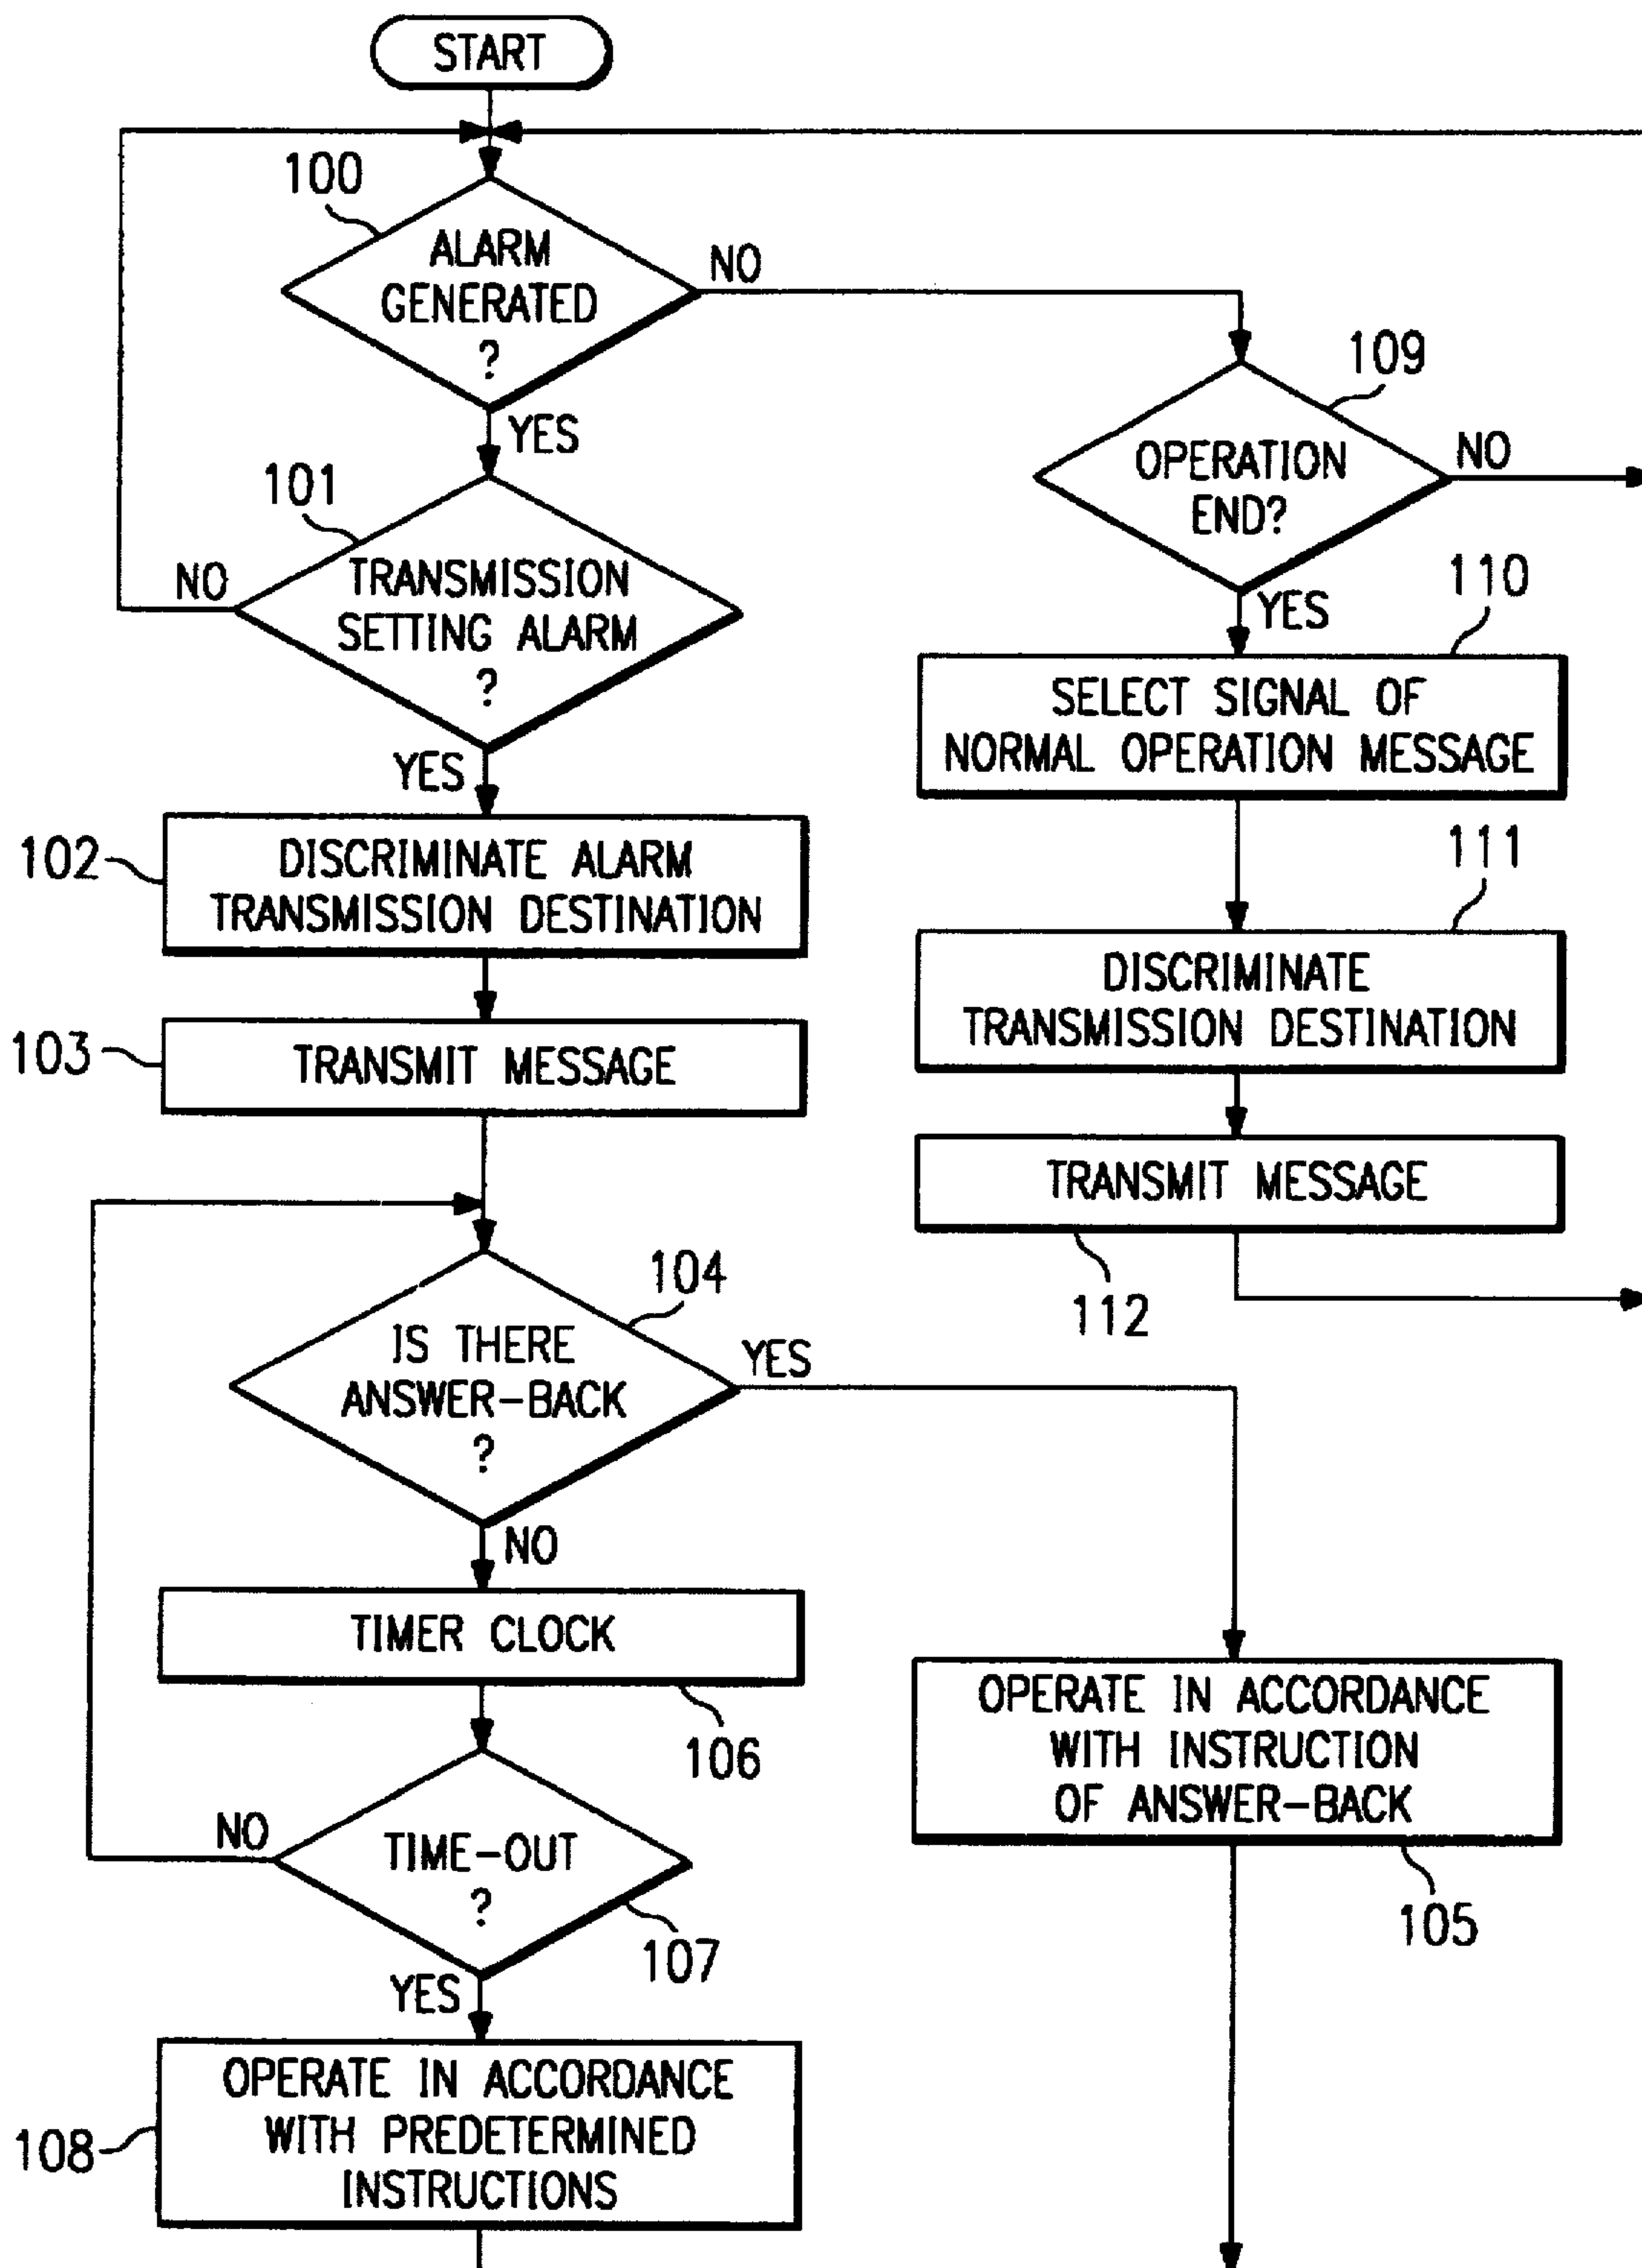 START
100
ALARM
GENERATED
?
NO
YES
101
TRANSMISSION
SETTING ALARM
?
NO
YES
102
DISCRIMINATE ALARM
TRANSMISSION DESTINATION
103
TRANSMIT MESSAGE
104
IS THERE
ANSWER-BACK
?
YES
NO
TIMER CLOCK
106
TIME-OUT
?
NO
107
YES
108
OPERATE IN ACCORDANCE
WITH PREDETERMINED
INSTRUCTIONS
109
OPERATION
END?
NO
YES
110
SELECT SIGNAL OF
NORMAL OPERATION MESSAGE
111
DISCRIMINATE
TRANSMISSION DESTINATION
TRANSMIT MESSAGE
112
OPERATE IN ACCORDANCE
WITH INSTRUCTION
OF ANSWER-BACK
105